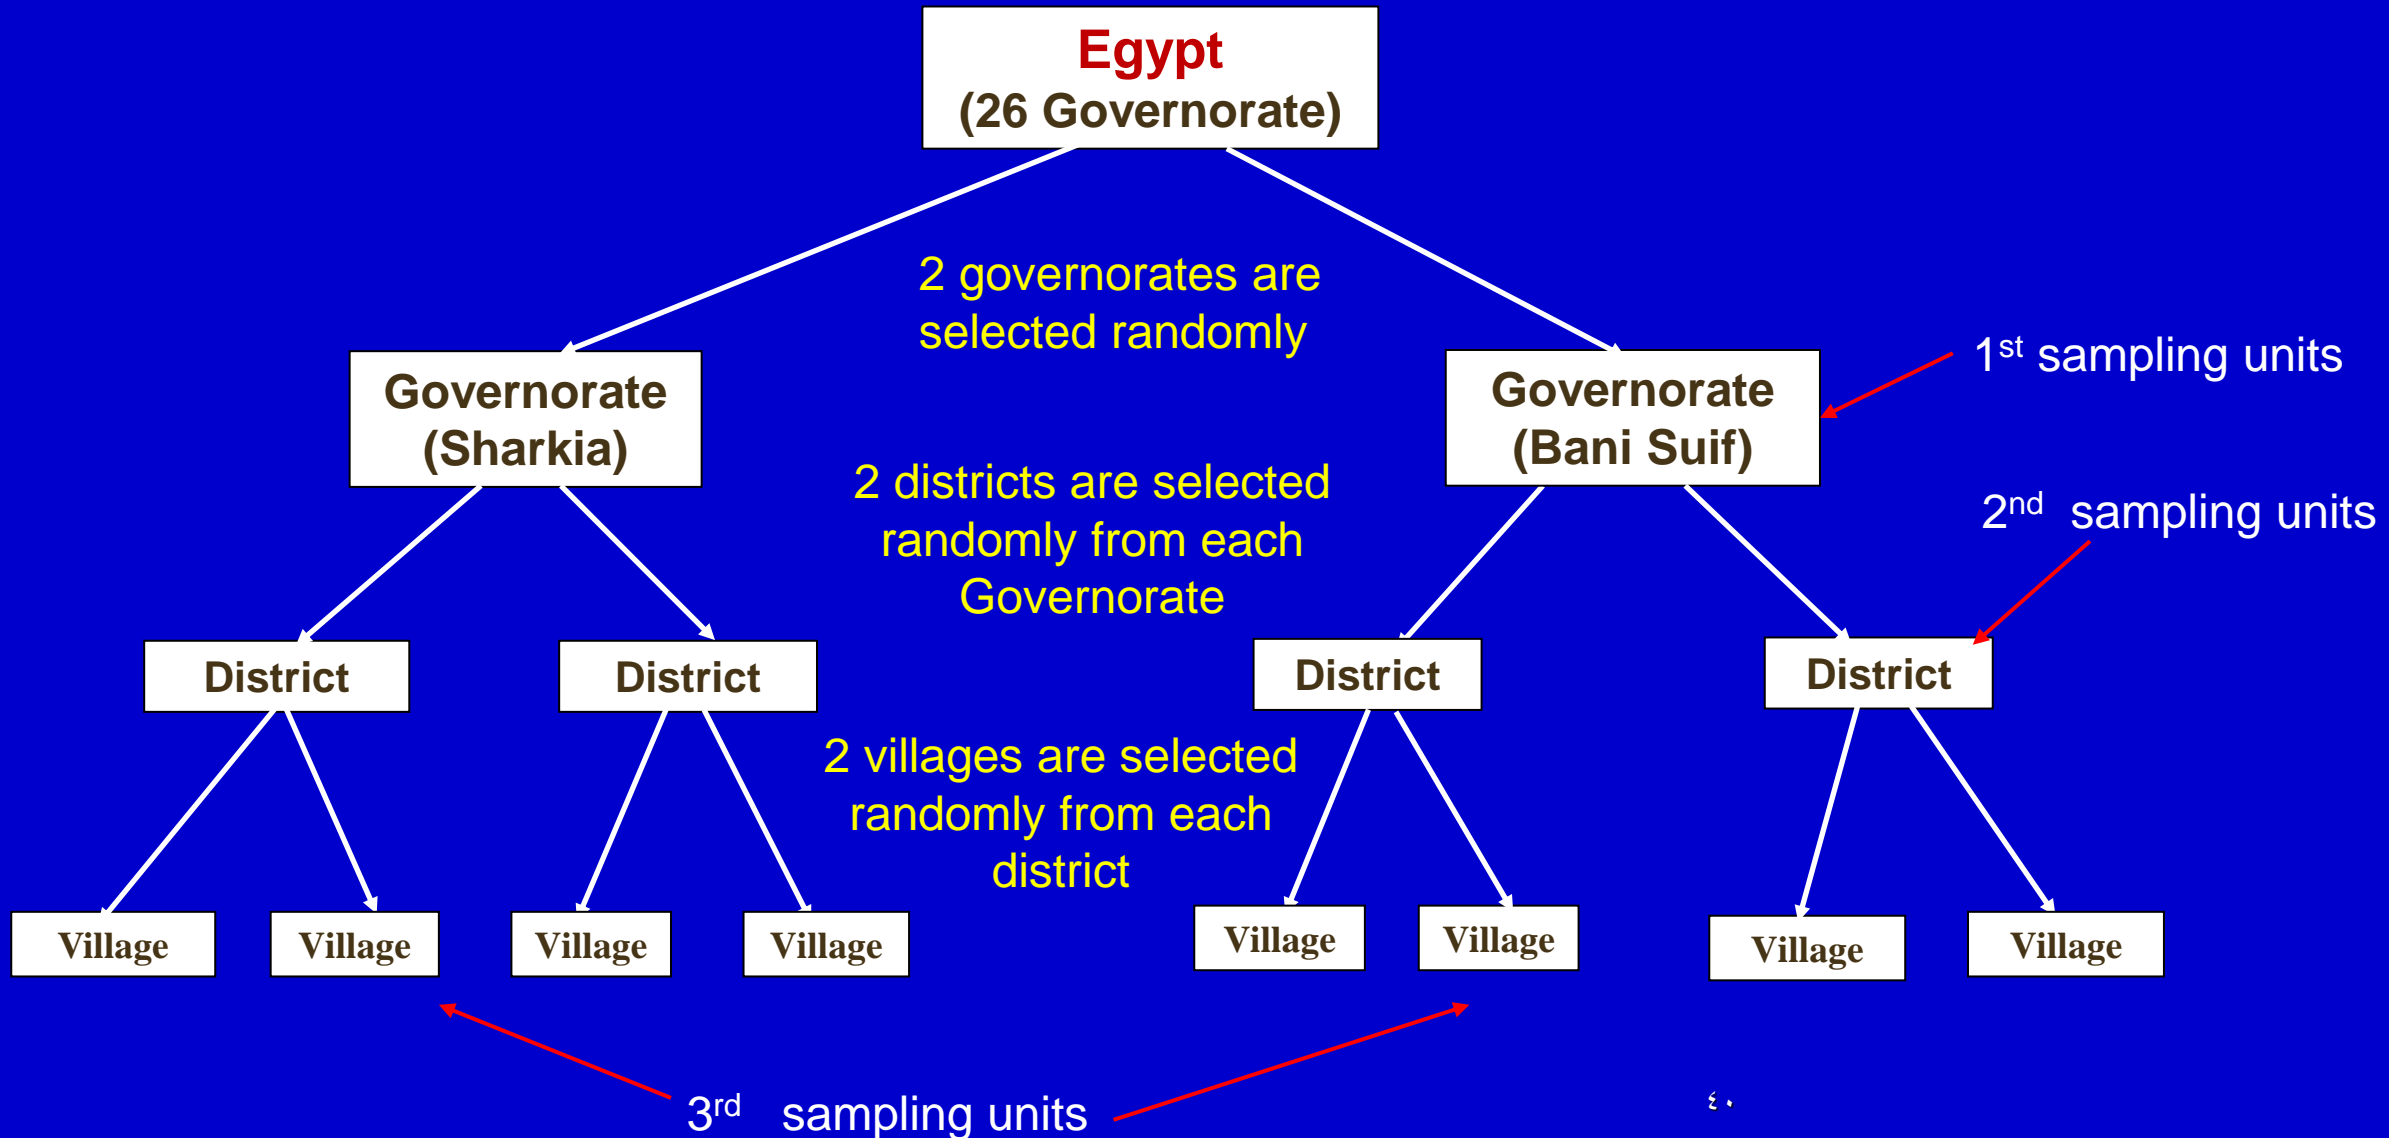 Egypt
(26 Governorate)
2 governorates are
selected randomly
1st sampling units
Governorate
(Sharkia)
Governorate
(Bani Suif)
2 districts are selected
randomly from each
Governorate
2nd sampling units
District
District
District
District
2 villages are selected
randomly from each
district
Village
Village
Village
Village
Village
Village
Village
Village
3rd sampling units
٤٠